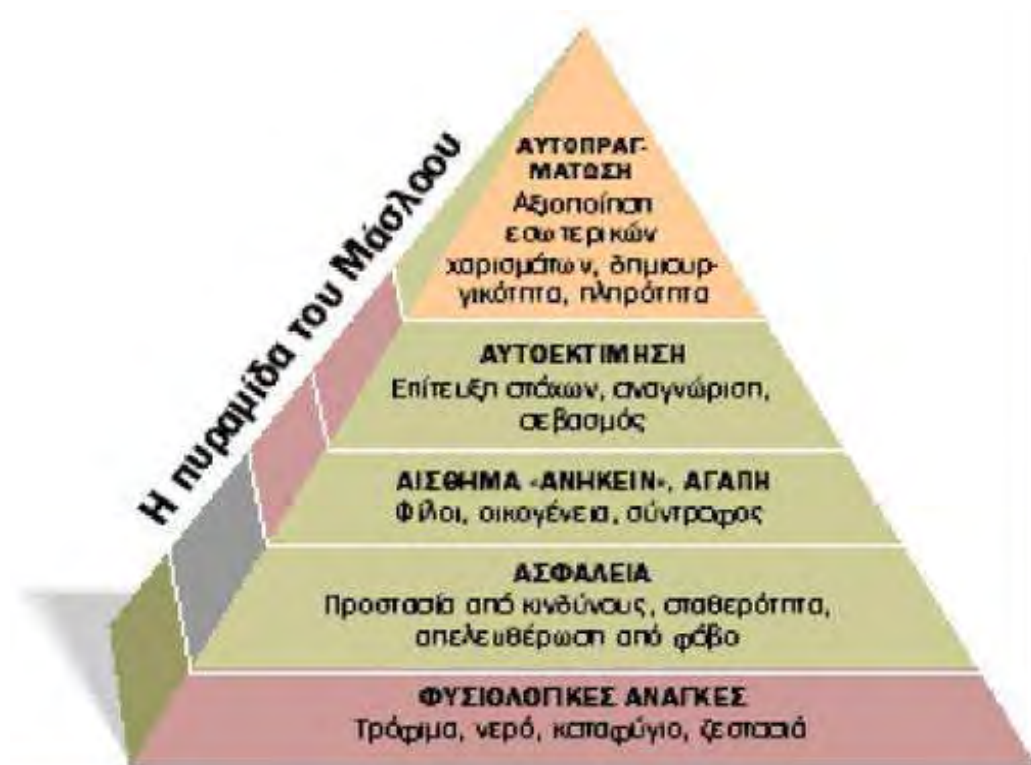 Η πυραμίδα του Μάσλοου
ΑΥΤΟΠΡΑΓ-
ΜΑΤΩΣΗ
Αξιοποίηση
εσωτερικών
χαρισμάτων, δημιουρ-
γικότητα, πληρότητα
ΑΥΤΟΕΚΤΙΜΗΣΗ
Επίτευξη στόχων, αναγνώριση,
σεβασμός
ΑΙΣΘΗΜΑ «ΑΝΗΚΕΙΝ», ΑΓΑΠΗ
Φίλοι, οικογένεια, σύντροφος
ΑΣΦΑΛΕΙΑ
Προστασία από κινδύνους, σταθερότητα,
απελευθέρωση από φόβο
ΦΥΣΙΟΛΟΓΙΚΕΣ ΑΝΑΓΚΕΣ
Τρόφιμα, νερό, καταφύγιο, ζεστασιά